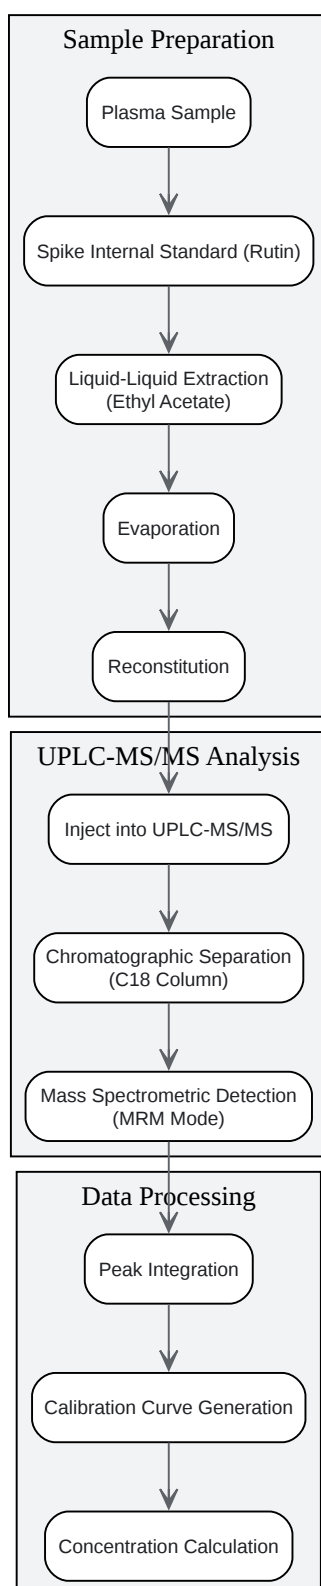 Sample Preparation
Plasma Sample
Spike Internal Standard (Rutin)
Liquid-Liquid Extraction
(Ethyl Acetate)
Evaporation
Reconstitution
UPLC-MS/MS Analysis
Inject into UPLC-MS/MS
Chromatographic Separation
(C18 Column)
Mass Spectrometric Detection
(MRM Mode)
Data Processing
Peak Integration
Calibration Curve Generation
Concentration Calculation